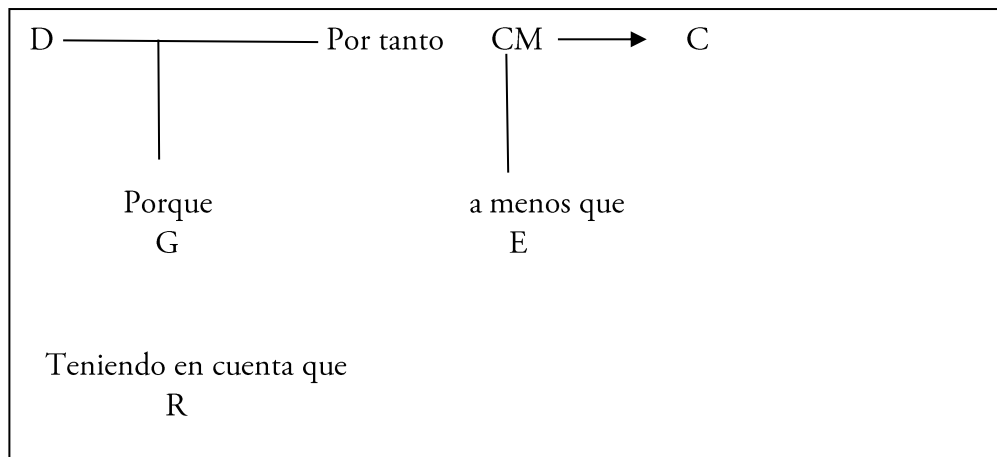 D Por tanto CM C
Porque a menos que
G E
Teniendo en cuenta que
R